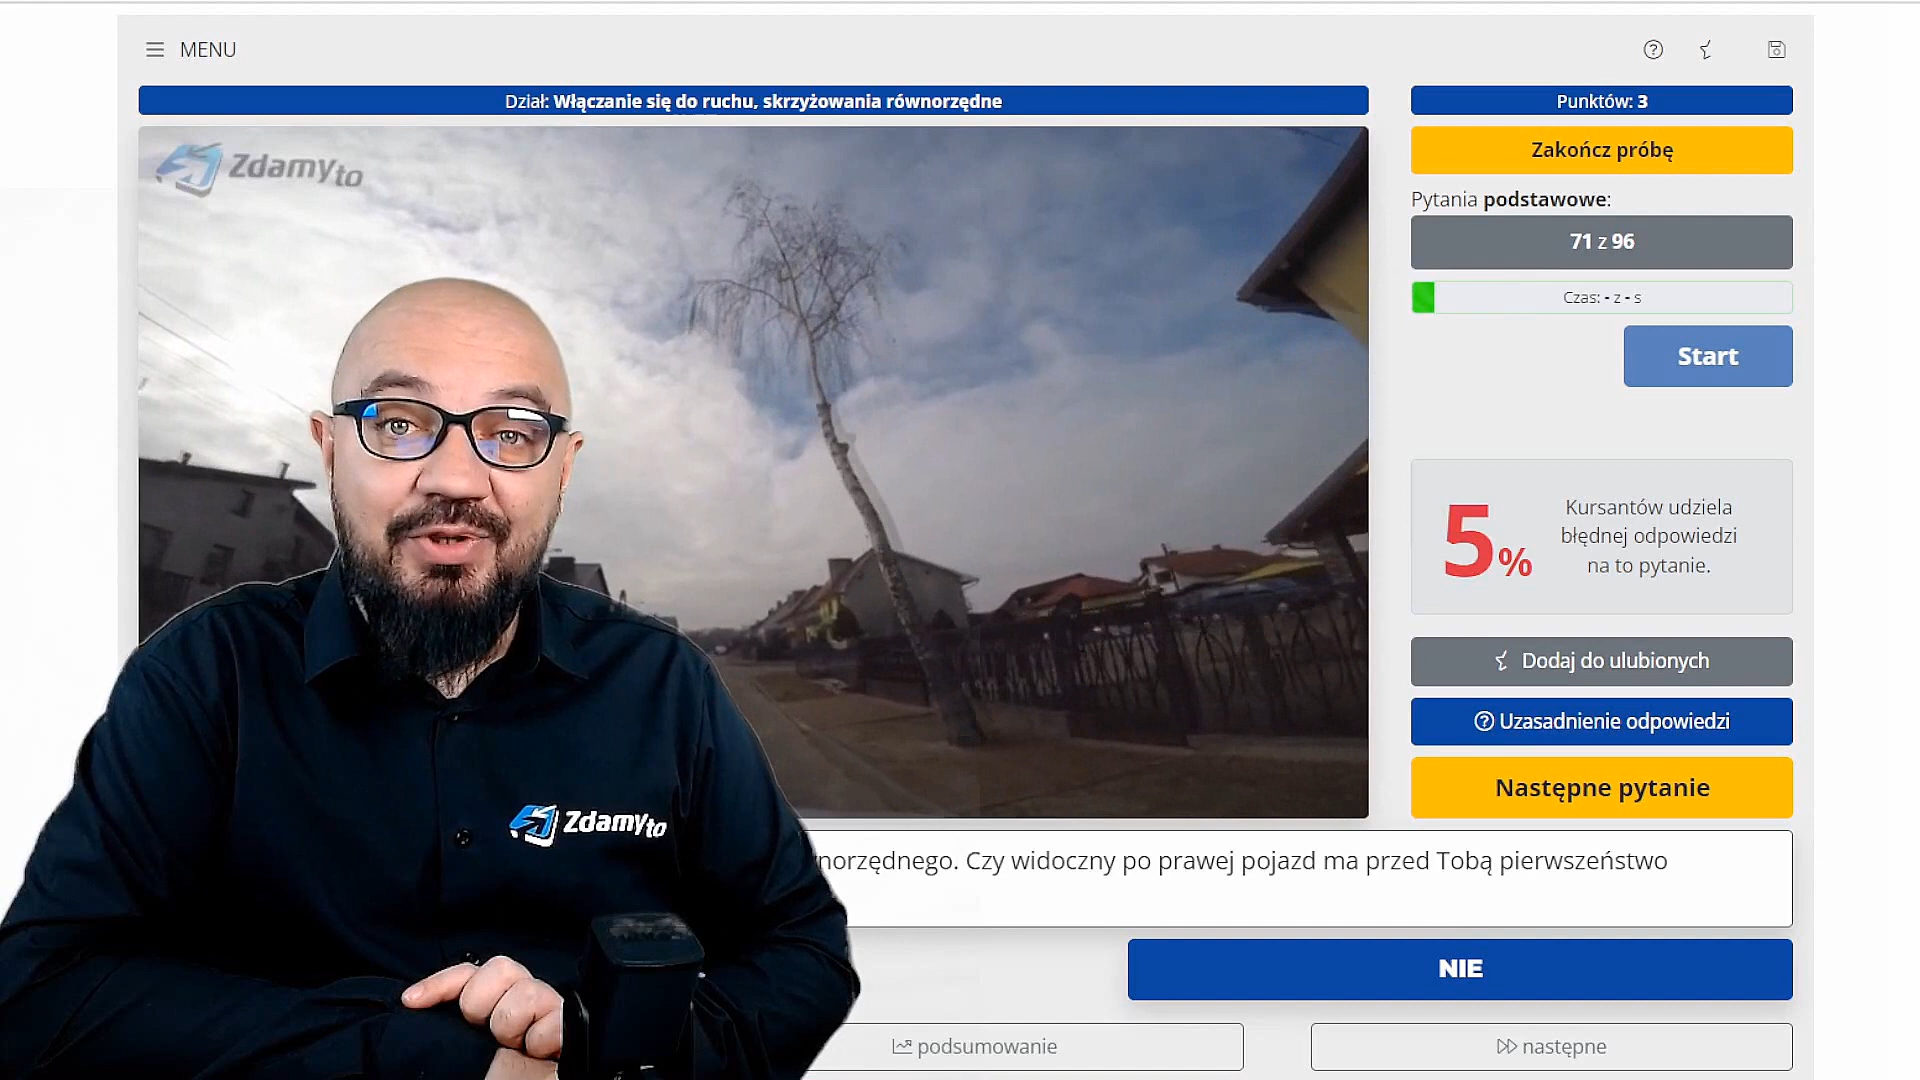 MENU
Dział: Włączanie się do ruchu, skrzyżowania równorzędne
Punktów: 3
Zdamyto
Zakończ próbę
Pytania podstawowe:
71 z 96
Czas: - z - s
Start
5%
Kursantów udziela
błędnej odpowiedzi
na to pytanie.
Dodaj do ulubionych
Uzasadnienie odpowiedzi
Następne pytanie
Zdamyto
norzędnego. Czy widoczny po prawej pojazd ma przed Tobą pierwszeństwo
NIE
podsumowanie
następne